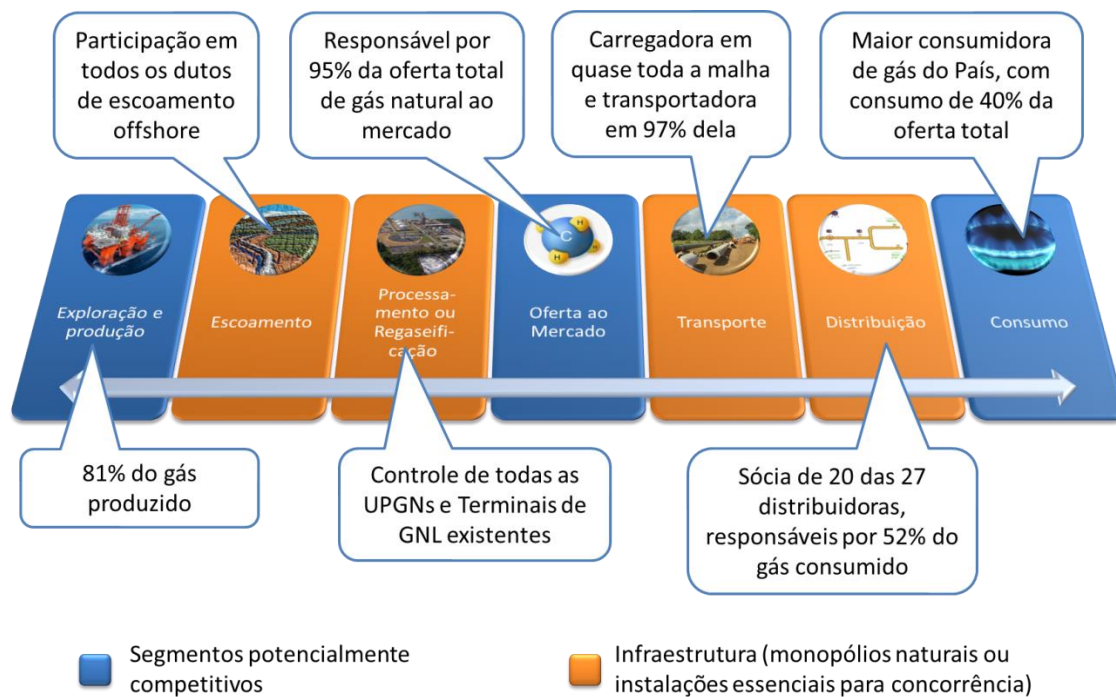 Participação em
todos os dutos
de escoamento
offshore
Responsável por
95% da oferta total
de gás natural ao
mercado
Carregadora em
quase toda a malha
e transportadora
em 97% dela
Maior consumidora
de gás do País, com
consumo de 40% da
oferta total
Exploração e
produção
Escoamento
Processa-
mento ou
Regaseifi-
cação
C
H
H
H
H
Oferta ao
Mercado
Transporte
Distribuição
Consumo
81% do gás
produzido
Controle de todas as
UPGNs e Terminais de
GNL existentes
Sócia de 20 das 27
distribuidoras,
responsáveis por 52% do
gás consumido
Segmentos potencialmente
competitivos
Infraestrutura (monopólios naturais ou
instalações essenciais para concorrência)